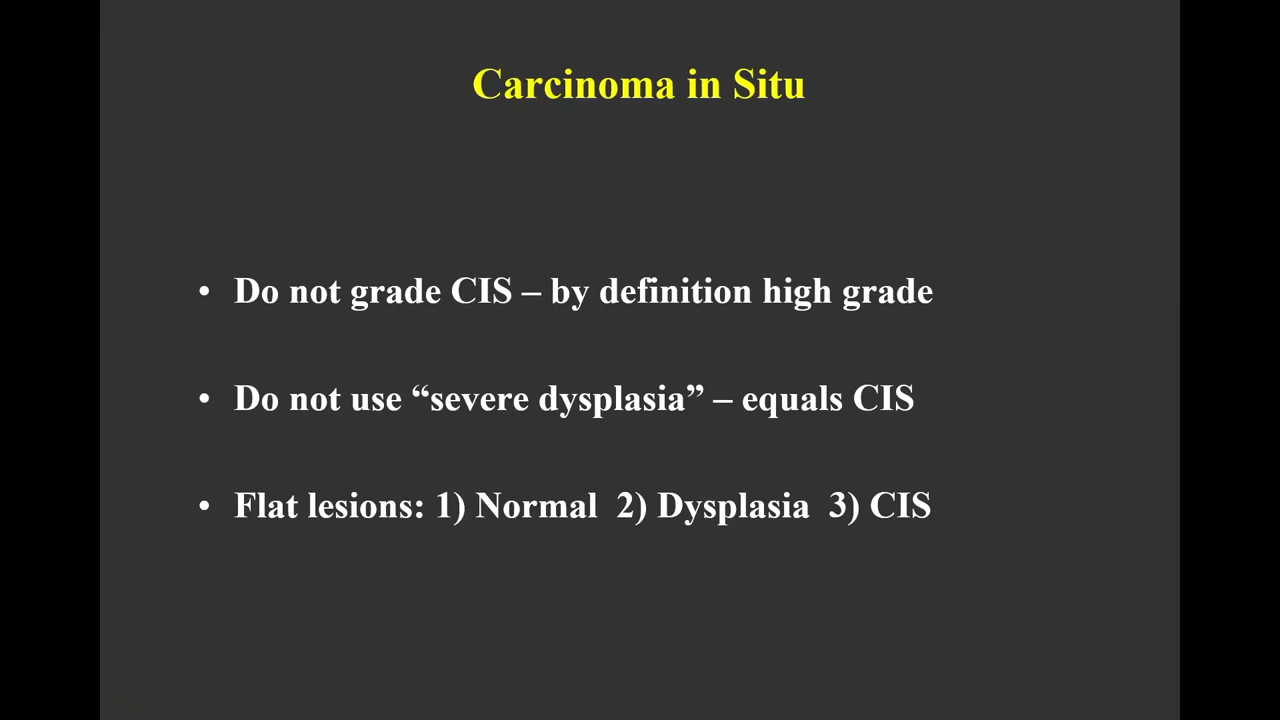 Carcinoma in Situ
• Do not grade CIS – by definition high grade
• Do not use “severe dysplasia” – equals CIS
• Flat lesions: 1) Normal  2) Dysplasia  3) CIS